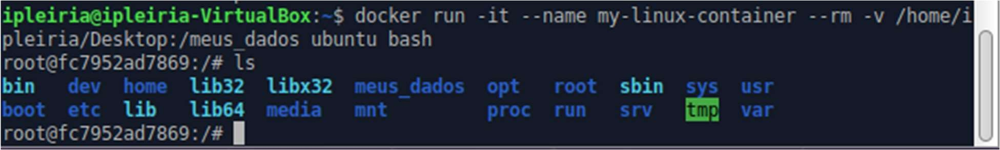 ipleiria@ipleiria-VirtualBox:~$ docker run -it --name my-linux-container --rm -v /home/i
pleiria/Desktop:/meus_dados ubuntu bash
root@fc7952ad7869:/# ls
bin dev home lib32 libx32 meus_dados opt root sbin sys usr
boot etc lib lib64 media mnt proc run srv tmp var
root@fc7952ad7869:/#